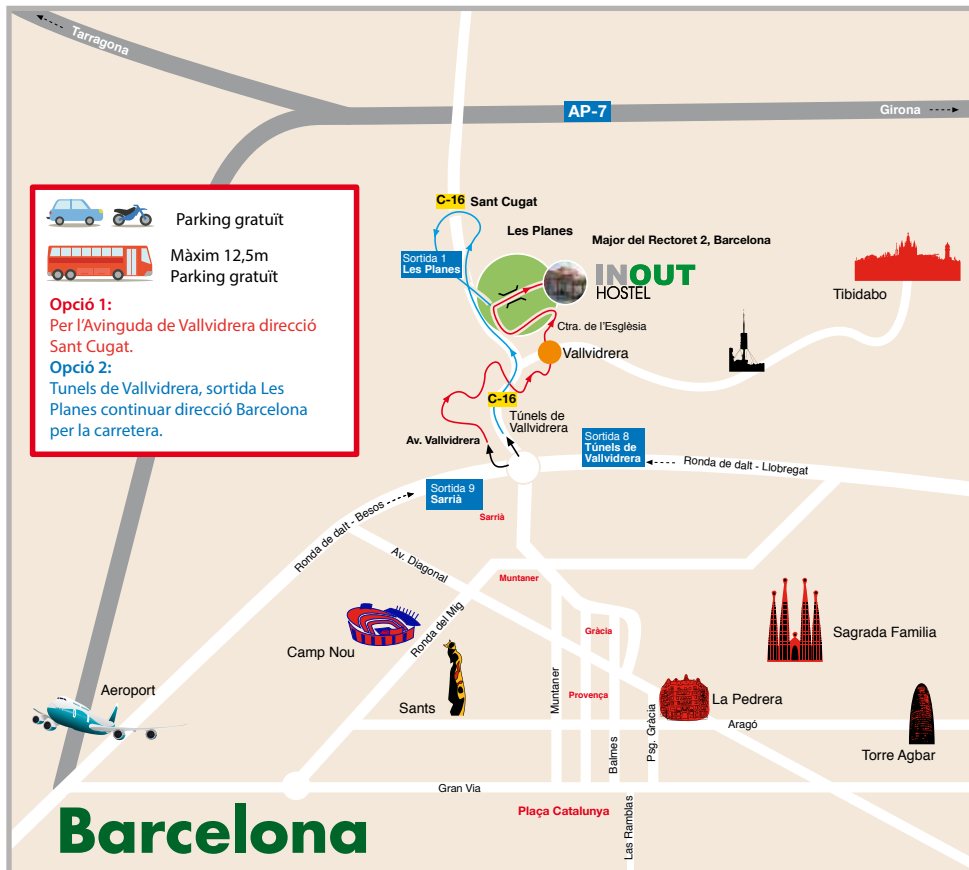 Tarragona
AP-7
Girona
Parking gratuït
Màxim 12,5m
Parking gratuït
Opció 1:
Per l'Avinguda de Vallvidrera direcció
Sant Cugat.
Opció 2:
Tunels de Vallvidrera, sortida Les
Planes continuar direcció Barcelona
per la carretera.
C-16 Sant Cugat
Les Planes
Major del Rectoret 2, Barcelona
Sortida 1
Les Planes
INOUT
HOSTEL
Tibidabo
Ctra. de l'Esglèsia
Vallvidrera
C-16
Túnels de
Vallvidrera
Av. Vallvidrera
Sortida 8
Túnels de
Vallvidrera
Ronda de dalt - Llobregat
Sortida 9
Sarrià
Ronda de dalt - Besos
Sarrià
Av. Diagonal
Muntaner
Ronda del Mig
Camp Nou
Gràcia
Sagrada Familia
Aeroport
Sants
Muntaner
Provença
La Pedrera
Psg. Gràcia
Aragó
Balmes
Torre Agbar
Gran Via
Plaça Catalunya
Las Ramblas
Barcelona